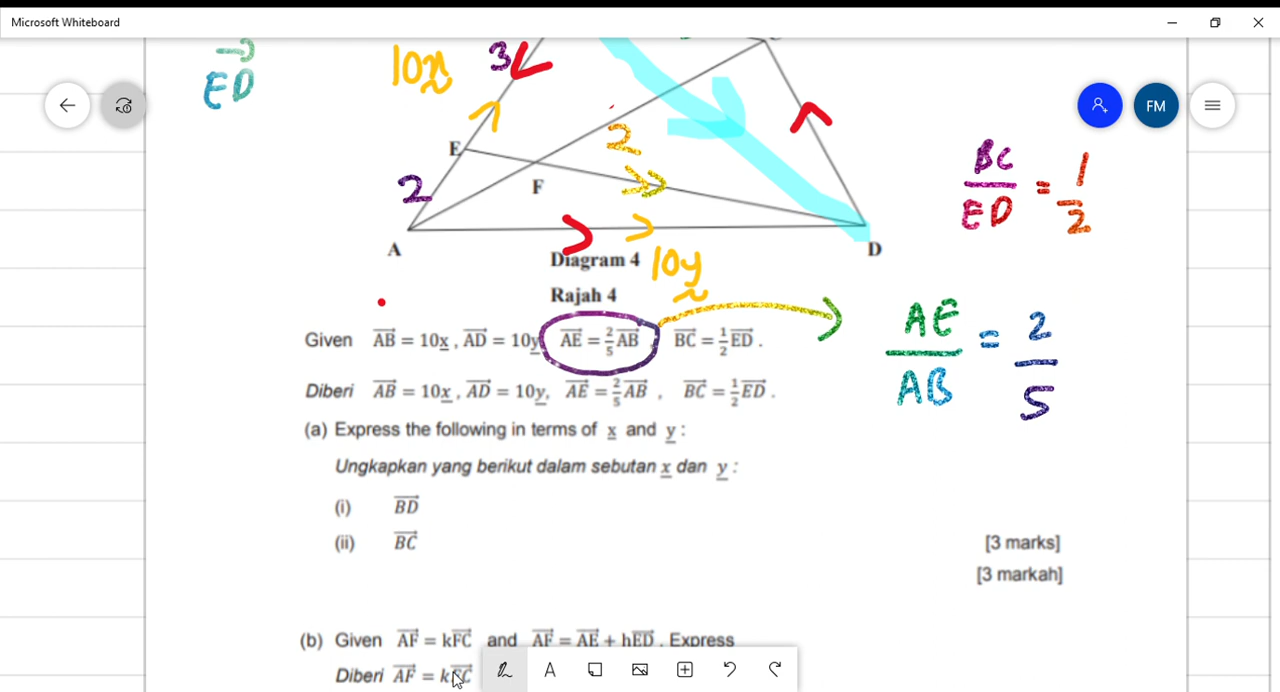 Microsoft Whiteboard
ED
10x
3
FM
E
2
F
2
A
D
BC/ED = 1/2
Diagram 4
10y
Rajah 4
Given AB = 10x , AD = 10y AE = 2/5 AB BC = 1/2 ED .
AE/AB = 2/5
Diberi AB = 10x , AD = 10y, AE = 2/5 AB , BC = 1/2 ED .
(a) Express the following in terms of x and y :
Ungkapkan yang berikut dalam sebutan x dan y :
(i) BD
(ii) BC
[3 marks]
[3 markah]
(b) Given AF = kFC and AF = AE + hED . Express
Diberi AF = k
A